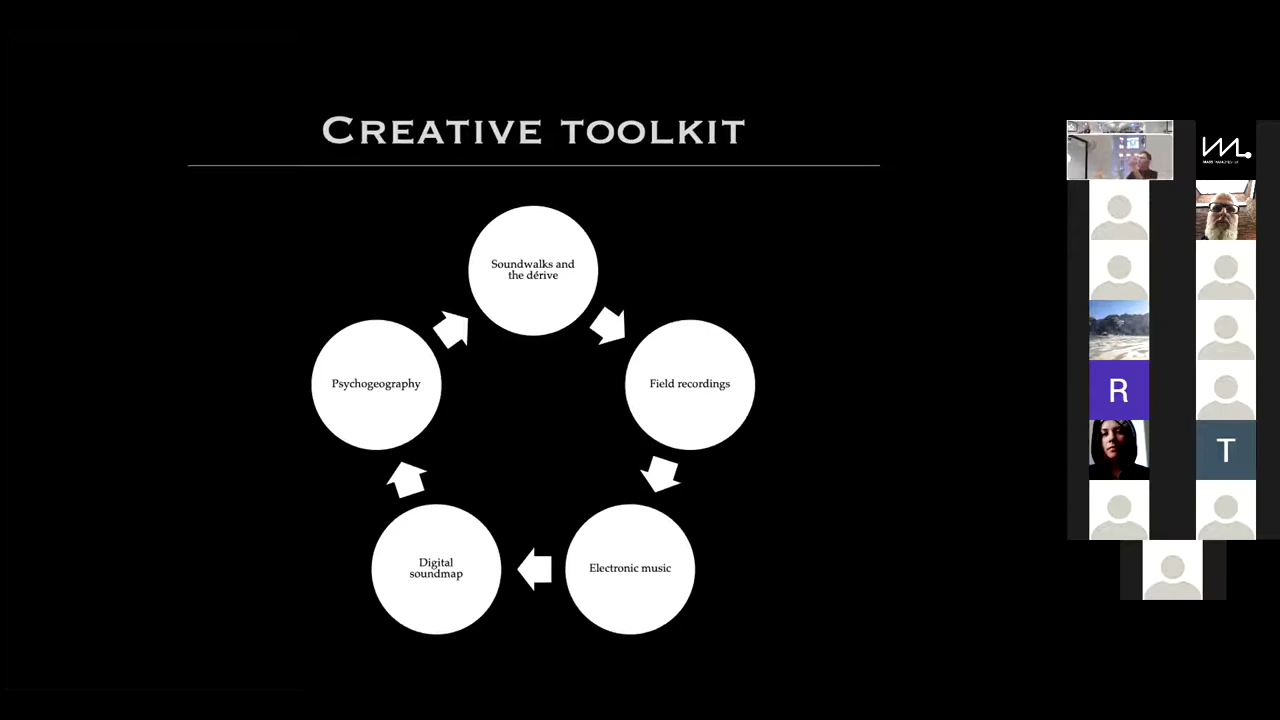 CREATIVE TOOLKIT
Soundwalks and
the dérive
Field recordings
Electronic music
Digital
soundmap
Psychogeography
R
T